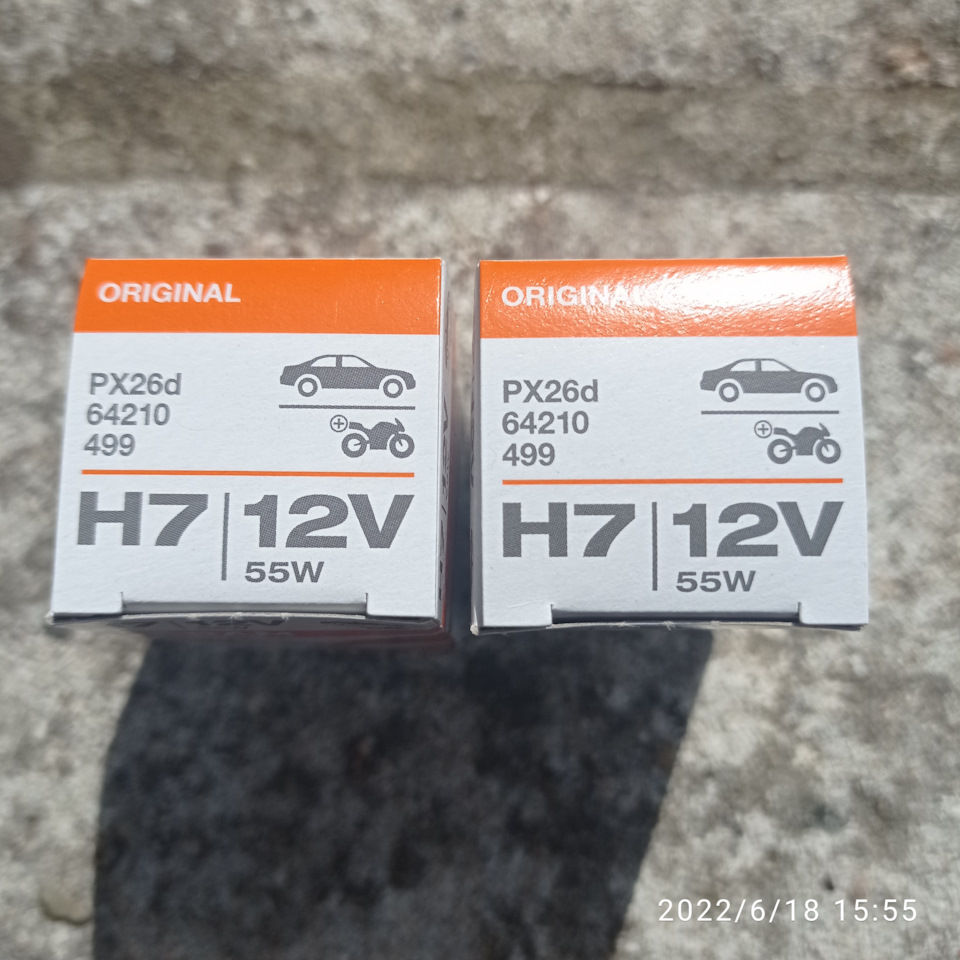 ORIGINAL
PX26d
64210
499
H7 12V
55W
ORIGINAL
PX26d
64210
499
H7 12V
55W
2022/6/18 15:55